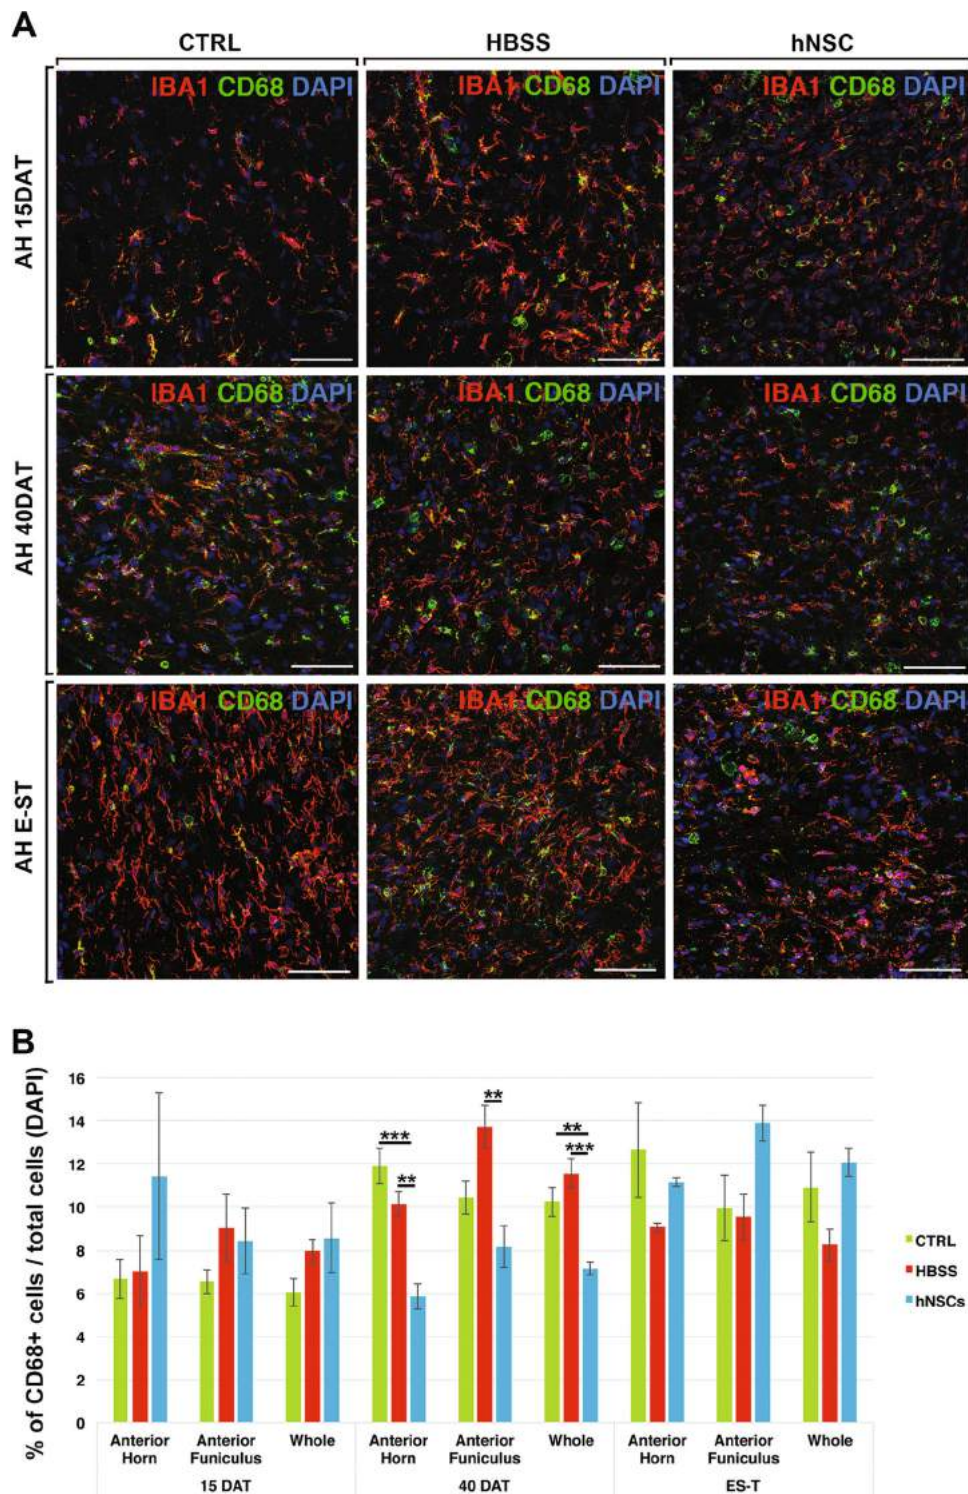 A
CTRL HBSS hNSC
AH 15DAT
IBA1 CD68 DAPI IBA1 CD68 DAPI IBA1 CD68 DAPI
AH 40DAT
IBA1 CD68 DAPI IBA1 CD68 DAPI IBA1 CD68 DAPI
AH E-ST
IBA1 CD68 DAPI IBA1 CD68 DAPI IBA1 CD68 DAPI
B
% of CD68+ cells / total cells (DAPI)
16
14
12
10
8
6
4
2
0
***
**
**
**
***
CTRL
HBSS
hNSCs
Anterior Anterior Whole Anterior Anterior Whole Anterior Anterior Whole
Horn Funiculus Horn Funiculus Horn Funiculus
15 DAT 40 DAT ES-T